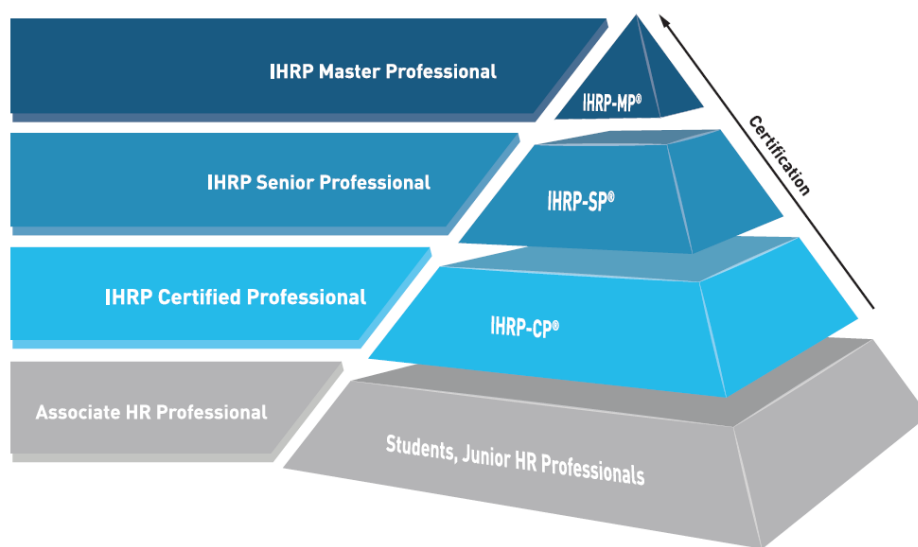 IHRP Master Professional
IHRP-MP®
Certification
IHRP Senior Professional
IHRP-SP®
IHRP Certified Professional
IHRP-CP®
Associate HR Professional
Students, Junior HR Professionals